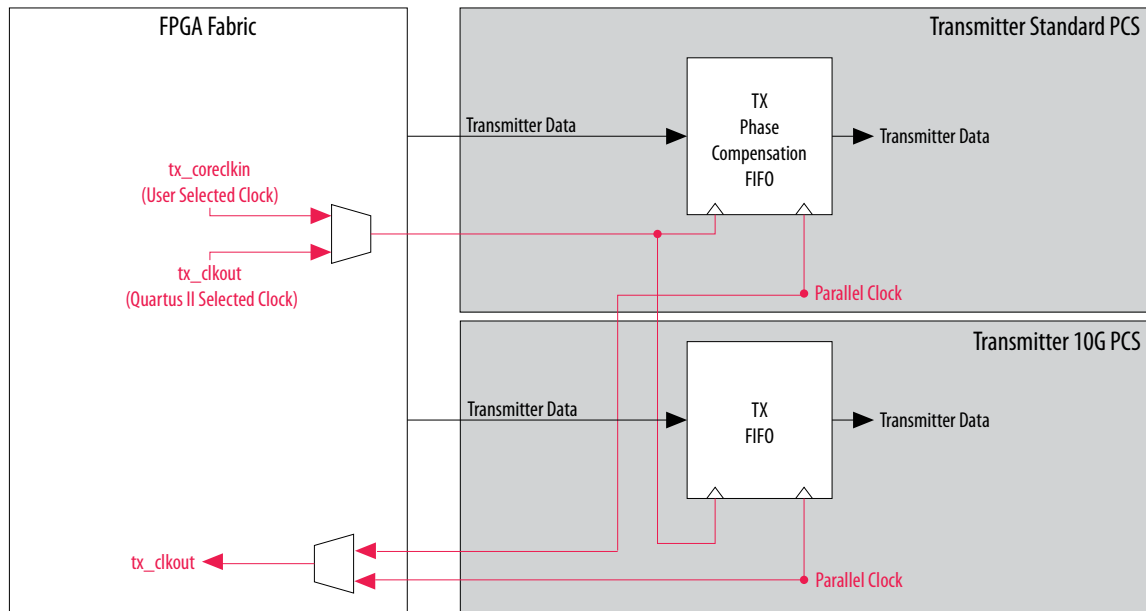 FPGA Fabric
Transmitter Standard PCS
TX
Phase
Compensation
FIFO
Transmitter Data
Transmitter Data
tx_coreclkin
(User Selected Clock)
tx_clkout
(Quartus II Selected Clock)
Parallel Clock
Transmitter 10G PCS
TX
FIFO
Transmitter Data
Transmitter Data
tx_clkout
Parallel Clock